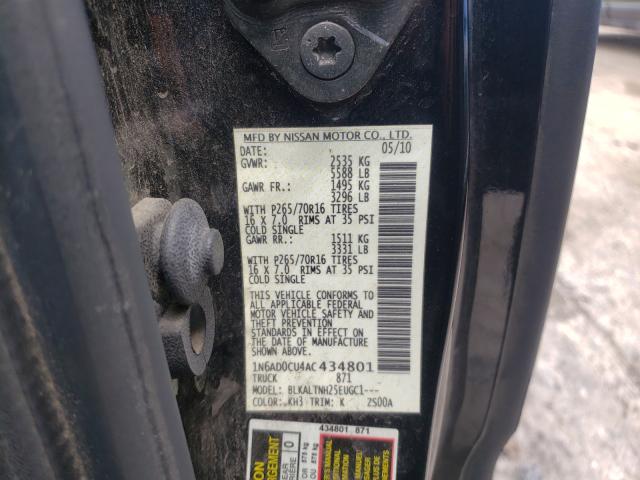 MFD BY NISSAN MOTOR CO., LTD.
DATE: 05/10
GVWR: 2535 KG
5588 LB
GAWR FR.: 1495 KG
3296 LB
WITH P265/70R16 TIRES
16 X 7.0 RIMS AT 35 PSI
COLD SINGLE
GAWR RR.: 1511 KG
3331 LB
WITH P265/70R16 TIRES
16 X 7.0 RIMS AT 35 PSI
COLD SINGLE
THIS VEHICLE CONFORMS TO
ALL APPLICABLE FEDERAL
MOTOR VEHICLE SAFETY AND
THEFT PREVENTION
STANDARDS IN EFFECT ON
THE DATE OF MANUFACTURE
SHOWN ABOVE.
1N6AD0CU4AC434801
TRUCK 871
MODEL: BLKALTNH25EUGC1---
COLOR: KH3 TRIM: K 2S00A
434801 871